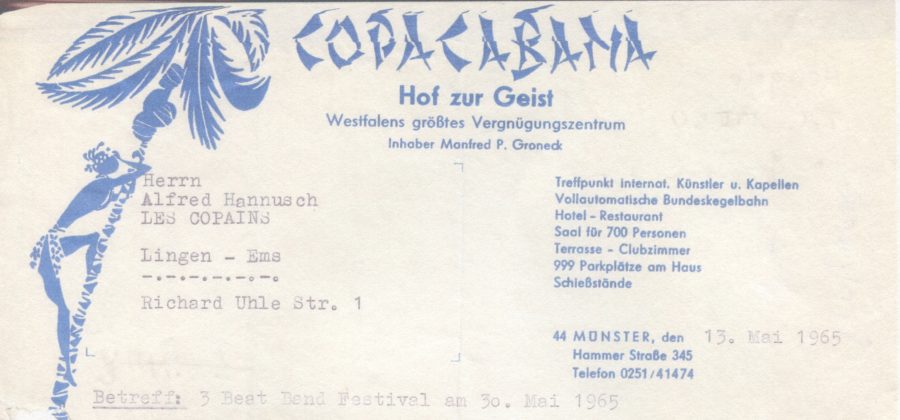 COPACABANA
Hof zur Geist
Westfalens größtes Vergnügungszentrum
Inhaber Manfred P. Groneck
Herrn
Alfred Hannusch
LES COPAINS
Lingen - Ems
-.-.-.-.-.-.-
Richard Uhle Str. 1
Treffpunkt internat. Künstler u. Kapellen
Vollautomatische Bundeskegelbahn
Hotel - Restaurant
Saal für 700 Personen
Terrasse - Clubzimmer
999 Parkplätze am Haus
Schießstände
44 MÜNSTER, den 13. Mai 1965
Hammer Straße 345
Telefon 0251/41474
Betreff: 3 Beat Band Festival am 3o. Mai 1965